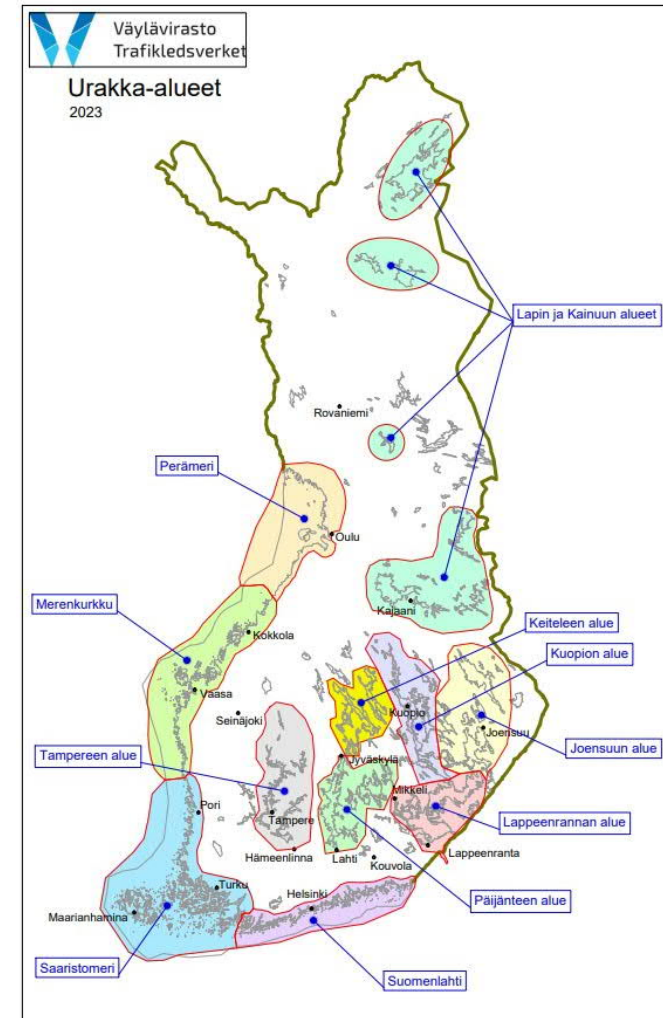 Väylävirasto
Trafikledsverket
Urakka-alueet
2023
Lapin ja Kainuun alueet
Rovaniemi
Perämeri
Oulu
Merenkurkku
Kajaani
Keiteleen alue
Kokkola
Kuopion alue
Vaasa
Kuopio
Seinäjoki
Joensuu
Joensuun alue
Tampereen alue
Jyväskylä
Mikkeli
Pori
Tampere
Lappeenrannan alue
Hämeenlinna
Lahti
Kouvola
Lappeenranta
Turku
Helsinki
Päijänteen alue
Maarianhamina
Saaristomeri
Suomenlahti